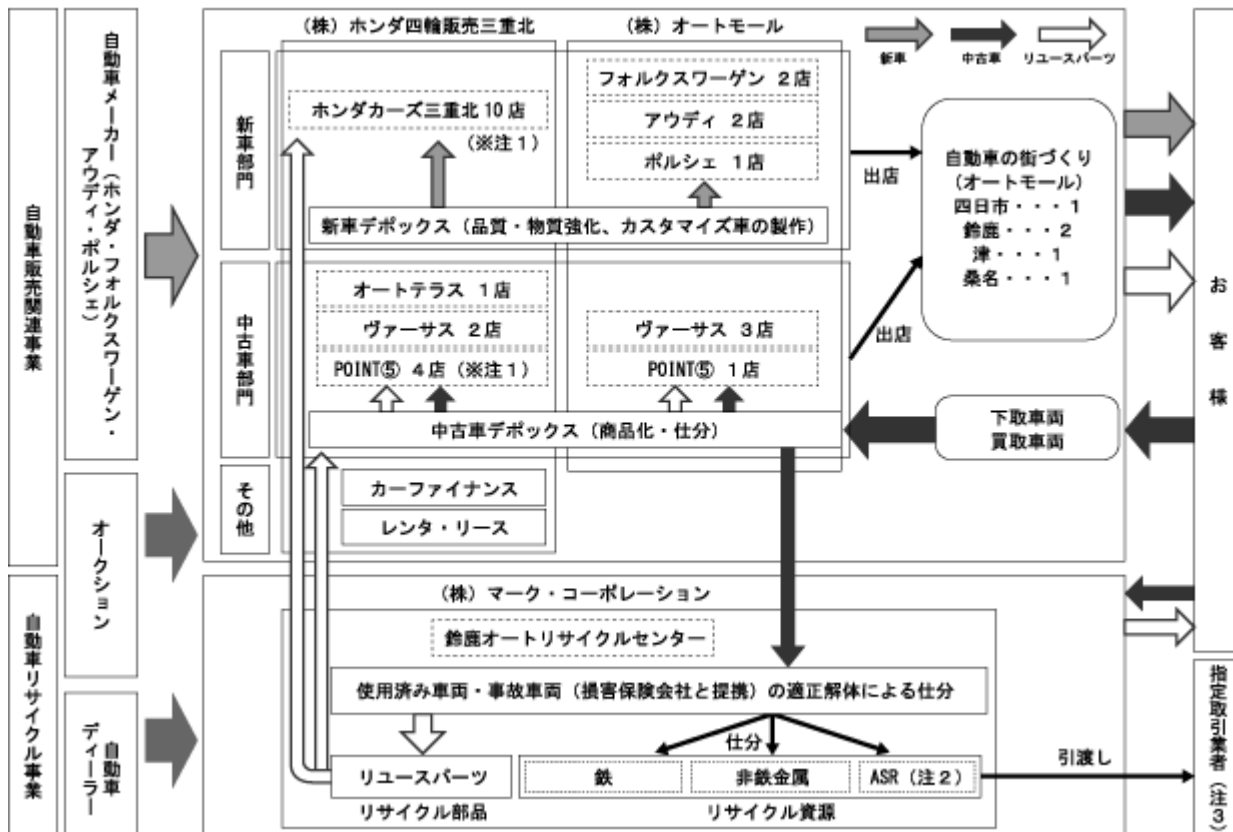 (株)ホンダ四輪販売三重北
(株)オートモール
新車
中古車
リユースパーツ
自動車販売関連事業
自動車メーカー(ホンダ・フォルクスワーゲン・
アウディ・ポルシェ)
新車部門
ホンダカーズ三重北10店
(※注1)
フォルクスワーゲン 2店
アウディ 2店
ポルシェ 1店
新車デポックス(品質・物質強化、カスタマイズ車の製作)
出店
自動車の街づくり
(オートモール)
四日市・・・1
鈴鹿・・・2
津・・・1
桑名・・・1
お客様
中古車部門
オートテラス 1店
ヴァーサス 2店
POINT⑤ 4店(※注1)
ヴァーサス 3店
POINT⑤ 1店
出店
中古車デポックス(商品化・仕分)
下取車両
買取車両
その他
カーファイナンス
レンタ・リース
オークション
自動車リサイクル事業
自動車
ディーラー
(株)マーク・コーポレーション
鈴鹿オートリサイクルセンター
使用済み車両・事故車両(損害保険会社と提携)の適正解体による仕分
仕分
リユースパーツ
鉄
非鉄金属
ASR(注2)
引渡し
リサイクル部品
リサイクル資源
指定取引業者(注3)